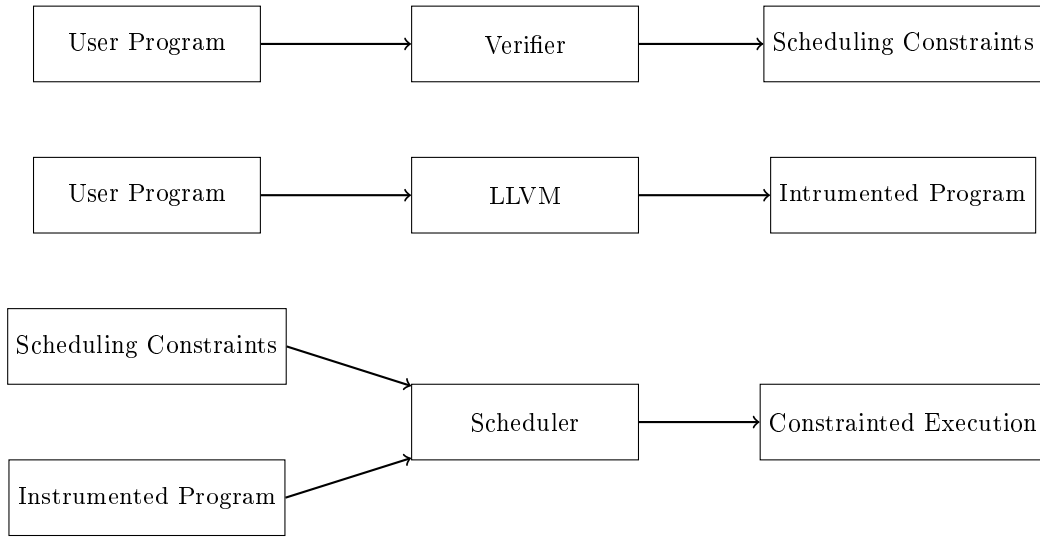 User Program
Verifier
Scheduling Constraints
User Program
LLVM
Intrumented Program
Scheduling Constraints
Scheduler
Constrainted Execution
Instrumented Program